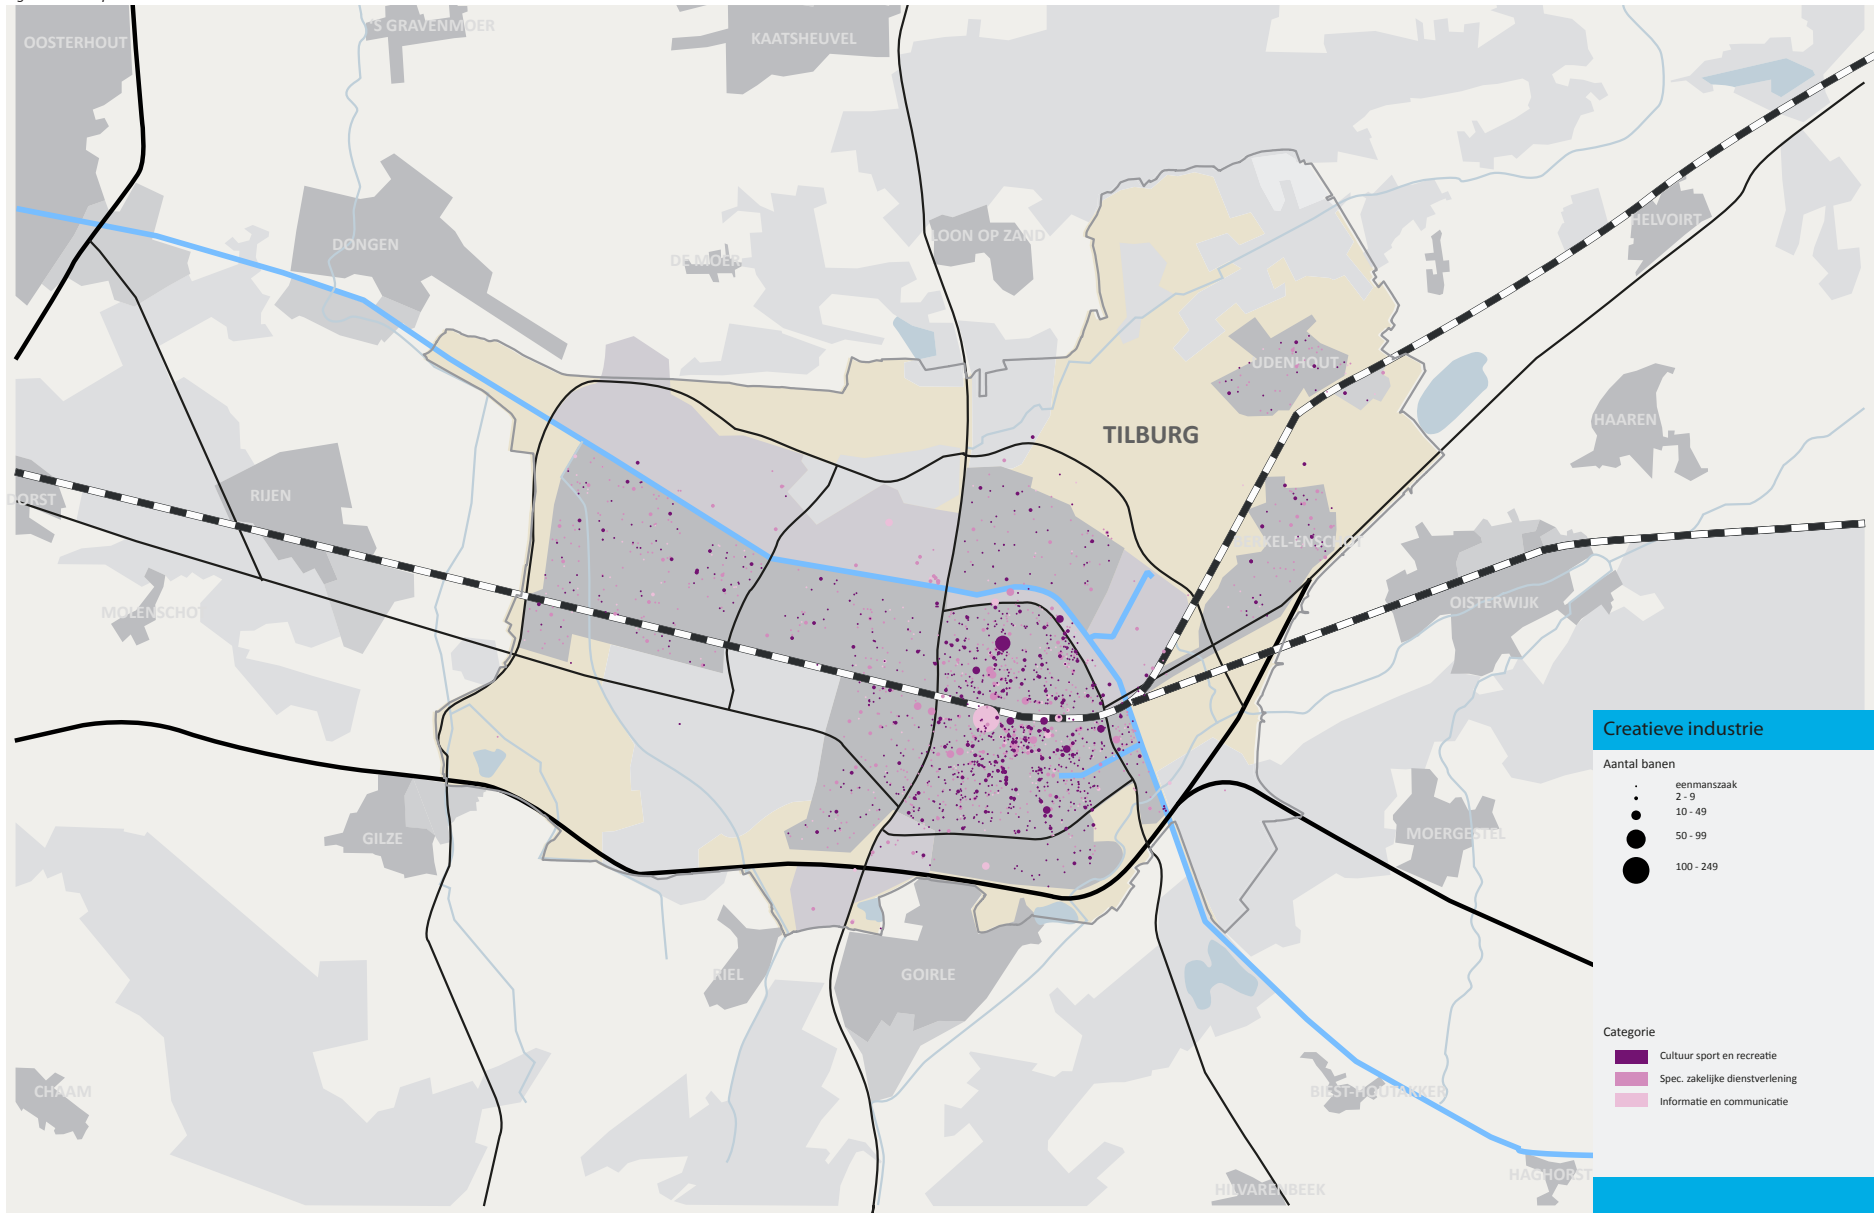 OOSTERHOUT
'S GRAVENMOER
KAATSHEUVEL
DONGEN
DE MOER
LOON OP ZAND
HELVOIRT
UDENHOUT
HAAREN
TILBURG
DORST
RIJEN
BERKEL-ENSCHOT
MOLENSCHOT
OISTERWIJK
GILZE
MOERGESTEL
RIEL
GOIRLE
CHAAM
BIEST-HOUTAKKER
HILVARENBEEK
HAGHORST
Creatieve industrie
Aantal banen
eenmanszaak
2 - 9
10 - 49
50 - 99
100 - 249
Categorie
Cultuur sport en recreatie
Spec. zakelijke dienstverlening
Informatie en communicatie